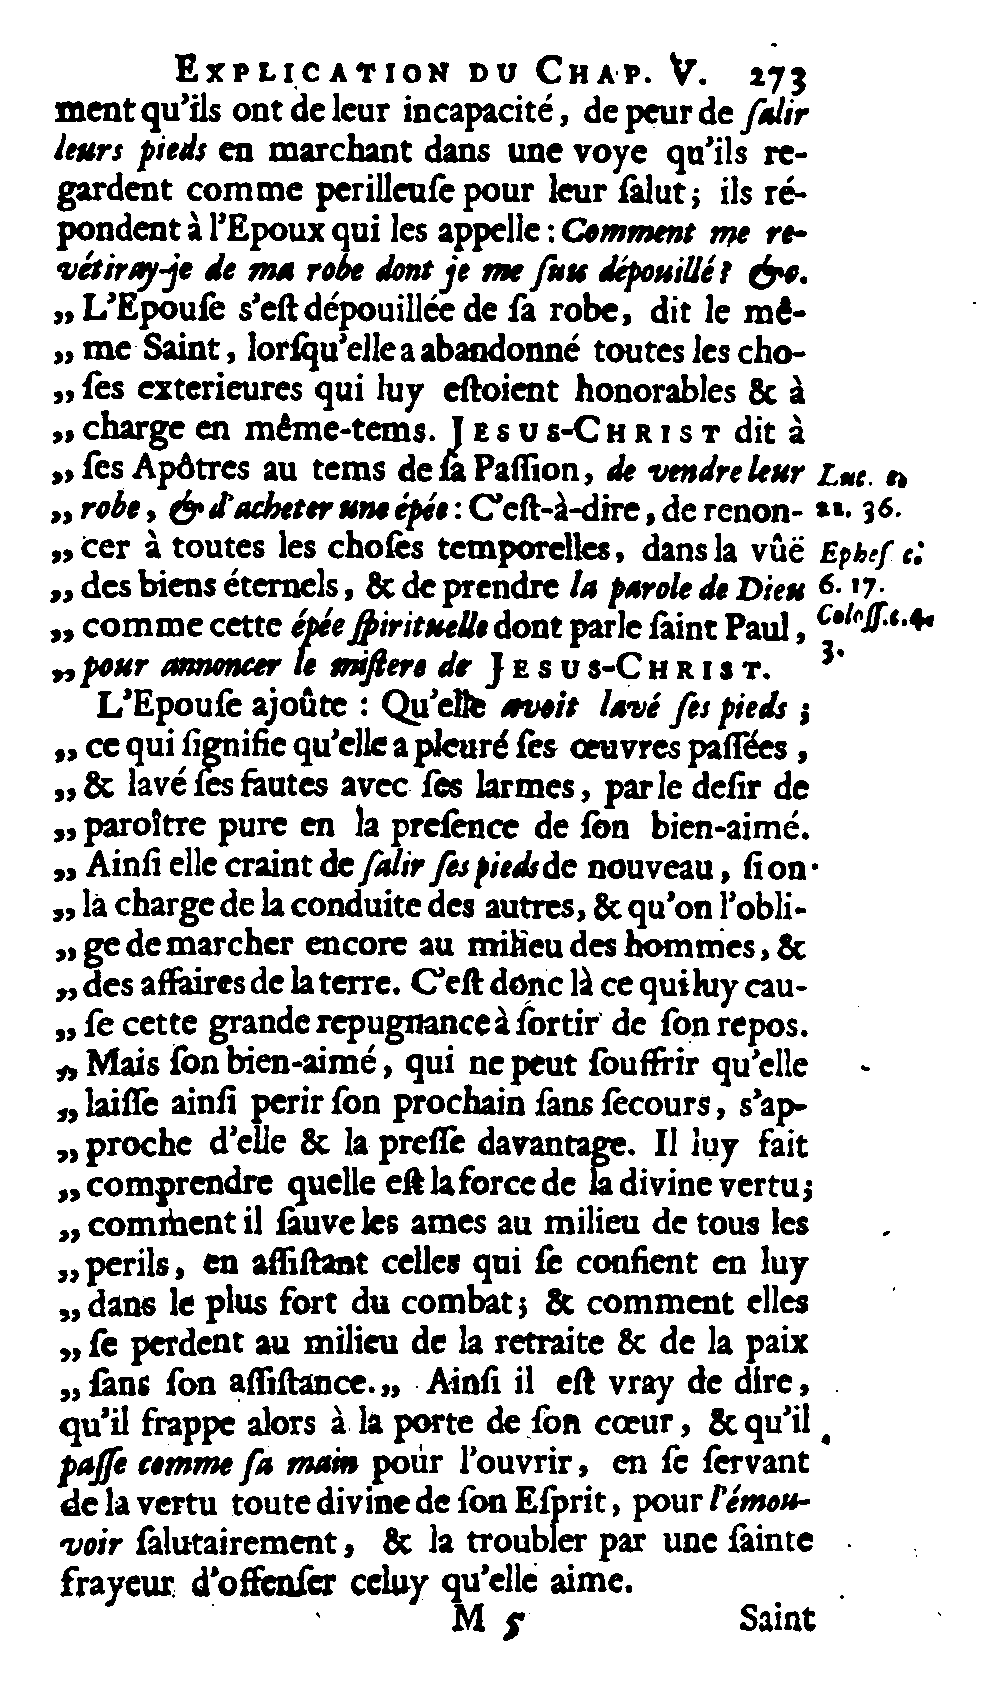 EXPLICATION DU CHAP. V. 273
ment qu'ils ont de leur incapacité, de peur de ſalir
leurs pieds en marchant dans une voye qu'ils re-
gardent comme perilleuſe pour leur ſalut; ils ré-
pondent à l'Epoux qui les appelle: Comment me re-
vétiray-je de ma robe dont je me ſuis dépouillé? &c.
„ L'Epouſe s'eſt dépouillée de ſa robe, dit le mê-
„ me Saint, lorſqu'elle a abandonné toutes les cho-
„ ſes exterieures qui luy eſtoient honorables & à
„ charge en même-tems. JESUS-CHRIST dit à
„ ſes Apôtres au tems de ſa Paſſion, de vendre leur
„ robe, & d'acheter une épée: C'eſt-à-dire, de renon-
„ cer à toutes les choſes temporelles, dans la vûë
„ des biens éternels, & de prendre la parole de Dieu
„ comme cette épée ſpirituelle dont parle ſaint Paul,
„ pour annoncer le miſtere de JESUS-CHRIST.
L'Epouſe ajoûte: Qu'elle avoit lavé ſes pieds;
„ ce qui ſignifie qu'elle a pleuré ſes œuvres paſſées,
„ & lavé ſes fautes avec ſes larmes, par le deſir de
„ paroître pure en la preſence de ſon bien-aimé.
„ Ainſi elle craint de ſalir ſes pieds de nouveau, ſi on
„ la charge de la conduite des autres, & qu'on l'obli-
„ ge de marcher encore au milieu des hommes, &
„ des affaires de la terre. C'eſt donc là ce qui luy cau-
„ ſe cette grande repugnance à ſortir de ſon repos.
„ Mais ſon bien-aimé, qui ne peut ſouffrir qu'elle
„ laiſſe ainſi perir ſon prochain ſans ſecours, s'ap-
„ proche d'elle & la preſſe davantage. Il luy fait
„ comprendre quelle eſt la force de la divine vertu;
„ comment il ſauve les ames au milieu de tous les
„ perils, en aſſiſtant celles qui ſe confient en luy
„ dans le plus fort du combat; & comment elles
„ ſe perdent au milieu de la retraite & de la paix
„ ſans ſon aſſiſtance.„ Ainſi il eſt vray de dire,
qu'il frappe alors à la porte de ſon cœur, & qu'il
paſſe comme ſa main pour l'ouvrir, en ſe ſervant
de la vertu toute divine de ſon Eſprit, pour l'émou-
voir ſalutairement, & la troubler par une ſainte
frayeur d'offenſer celuy qu'elle aime.
M 5 Saint
Luc. c.
22. 36.
Epheſ c.
6. 17.
Coloſſ. c. 4.
3.